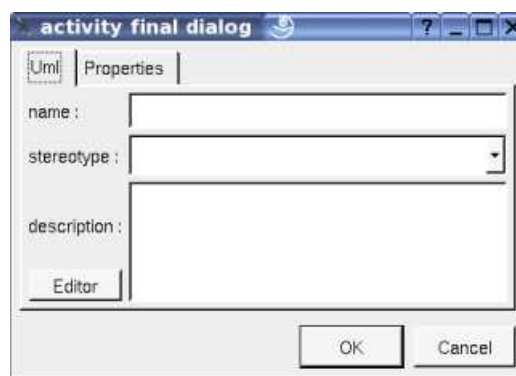 activity final dialog ? _
Uml Properties
name :
stereotype :
description :
Editor
OK Cancel